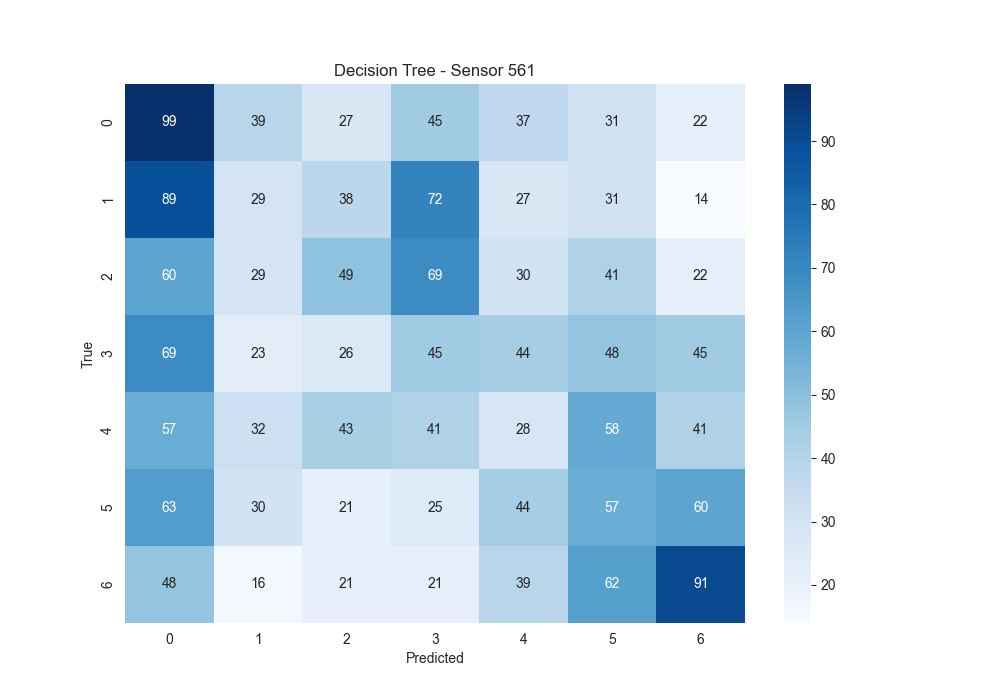 Decision Tree - Sensor 561
True
0 99 39 27 45 37 31 22
1 89 29 38 72 27 31 14
2 60 29 49 69 30 41 22
3 69 23 26 45 44 48 45
4 57 32 43 41 28 58 41
5 63 30 21 25 44 57 60
6 48 16 21 21 39 62 91
0 1 2 3 4 5 6
Predicted
90
80
70
60
50
40
30
20